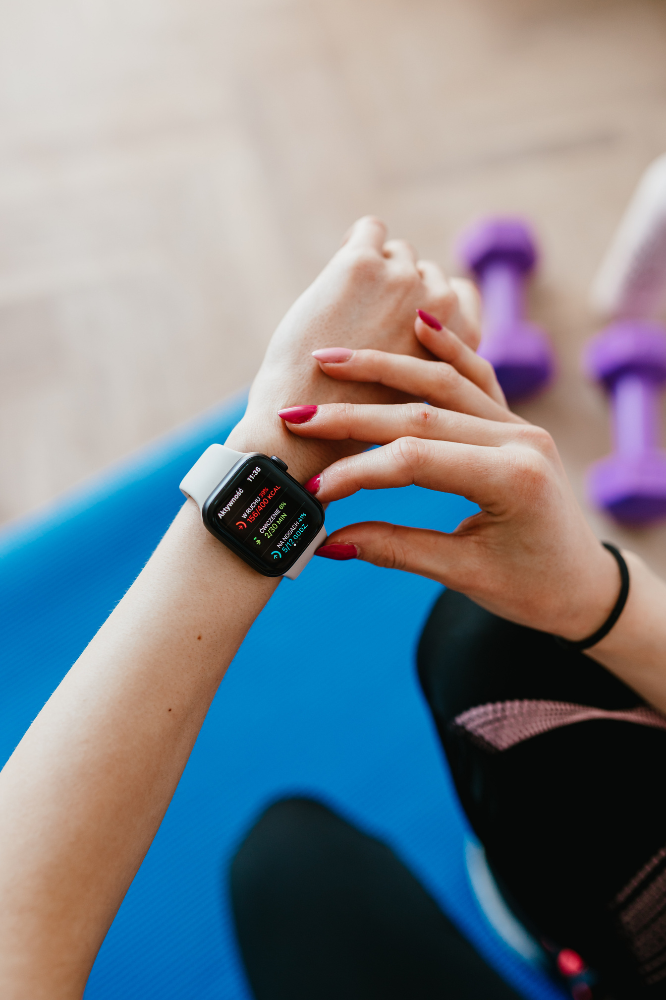 Aktywność 11:36
W RUCHU 39%
156/400 KCAL
ĆWICZENIE 6%
2/30 MIN
NA NOGACH 41%
5/12 GODZ.